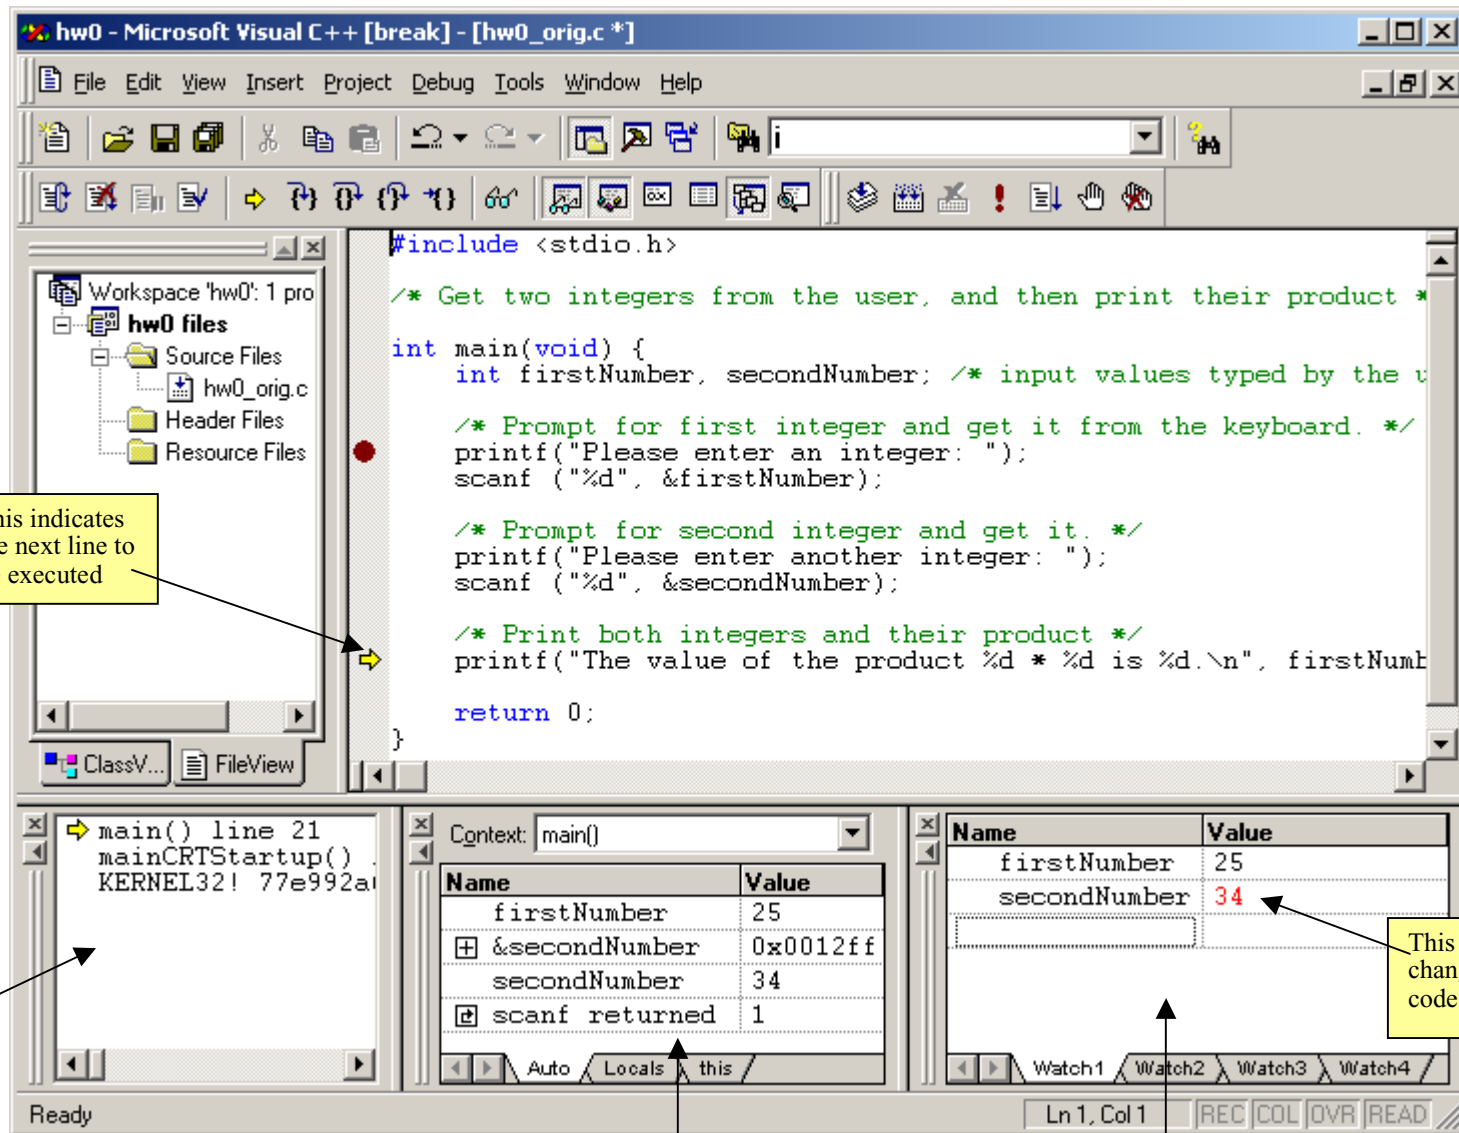 hw0 - Microsoft Visual C++ [break] - [hw0_orig.c *]
File Edit View Insert Project Debug Tools Window Help
i
Workspace 'hw0': 1 pro
hw0 files
Source Files
hw0_orig.c
Header Files
Resource Files
ClassV... FileView
#include <stdio.h>
/* Get two integers from the user, and then print their product *
int main(void) {
int firstNumber, secondNumber; /* input values typed by the u
/* Prompt for first integer and get it from the keyboard. */
printf("Please enter an integer: ");
scanf ("%d", &firstNumber);
/* Prompt for second integer and get it. */
printf("Please enter another integer: ");
scanf ("%d", &secondNumber);
/* Print both integers and their product */
printf("The value of the product %d * %d is %d.\n", firstNumb
return 0;
}
his indicates
e next line to
executed
main() line 21
mainCRTStartup()
KERNEL32! 77e992a
Context: main()
Name Value
firstNumber 25
&secondNumber 0x0012ff
secondNumber 34
scanf returned 1
Auto Locals this
Name Value
firstNumber 25
secondNumber 34
This
chan
code
Watch1 Watch2 Watch3 Watch4
Ready
Ln 1, Col 1 REC COL OVR READ